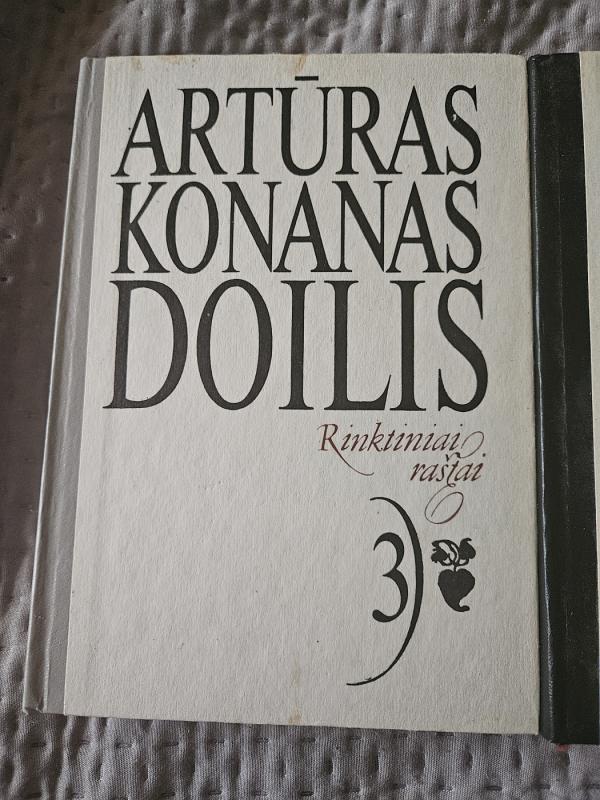 ARTŪRAS
KONANAS
DOILIS
Rinktiniai
raštai
3)